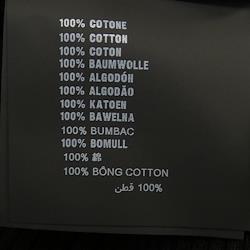 100% COTONE
100% COTTON
100% COTON
100% BAUMWOLLE
100% ALGODÓN
100% ALGODÃO
100% KATOEN
100% BAWEŁNA
100% BUMBAC
100% BOMULL
100% 綿
100% BÔNG COTTON
100% قطن